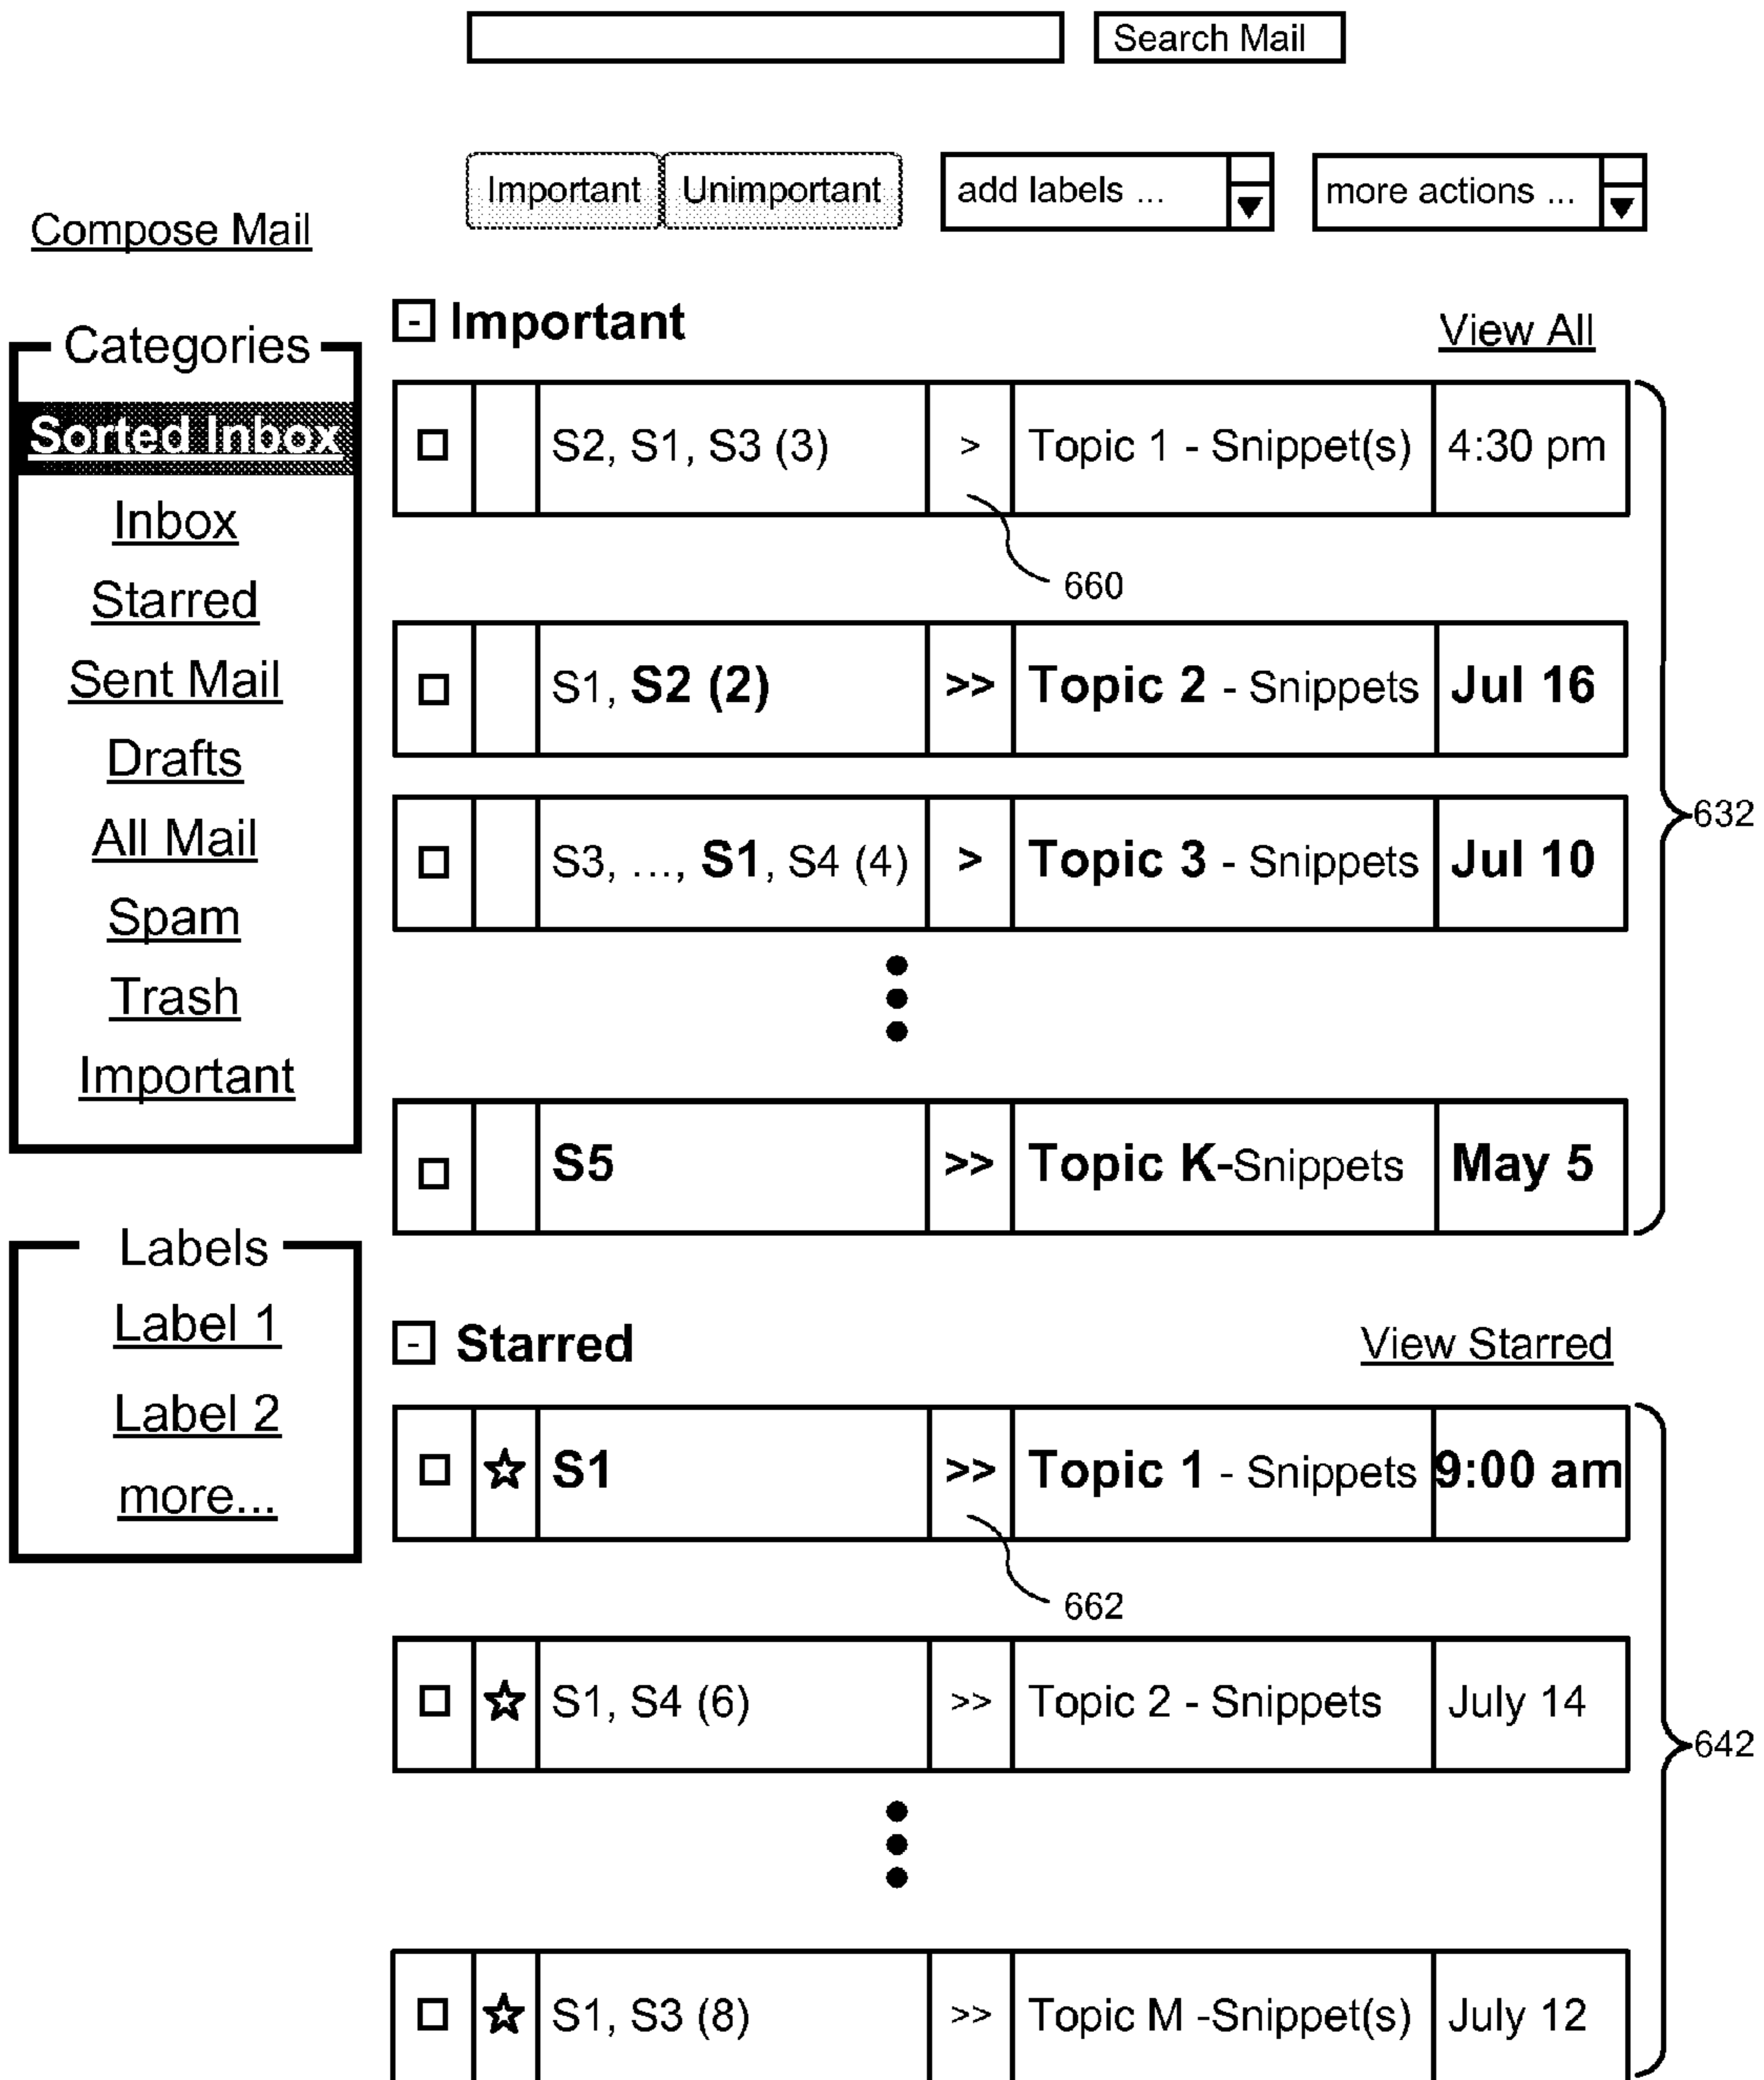 Search Mail
Important Unimportant add labels ... more actions ...
Compose Mail
Categories
Sorted Inbox
Inbox
Starred
Sent Mail
Drafts
All Mail
Spam
Trash
Important
Labels
Label 1
Label 2
more...
- Important View All
S2, S1, S3 (3) > Topic 1 - Snippet(s) 4:30 pm
660
S1, S2 (2) >> Topic 2 - Snippets Jul 16
632
S3, ..., S1, S4 (4) > Topic 3 - Snippets Jul 10
S5 >> Topic K-Snippets May 5
- Starred View Starred
S1 >> Topic 1 - Snippets 9:00 am
662
S1, S4 (6) >> Topic 2 - Snippets July 14
642
S1, S3 (8) >> Topic M -Snippet(s) July 12